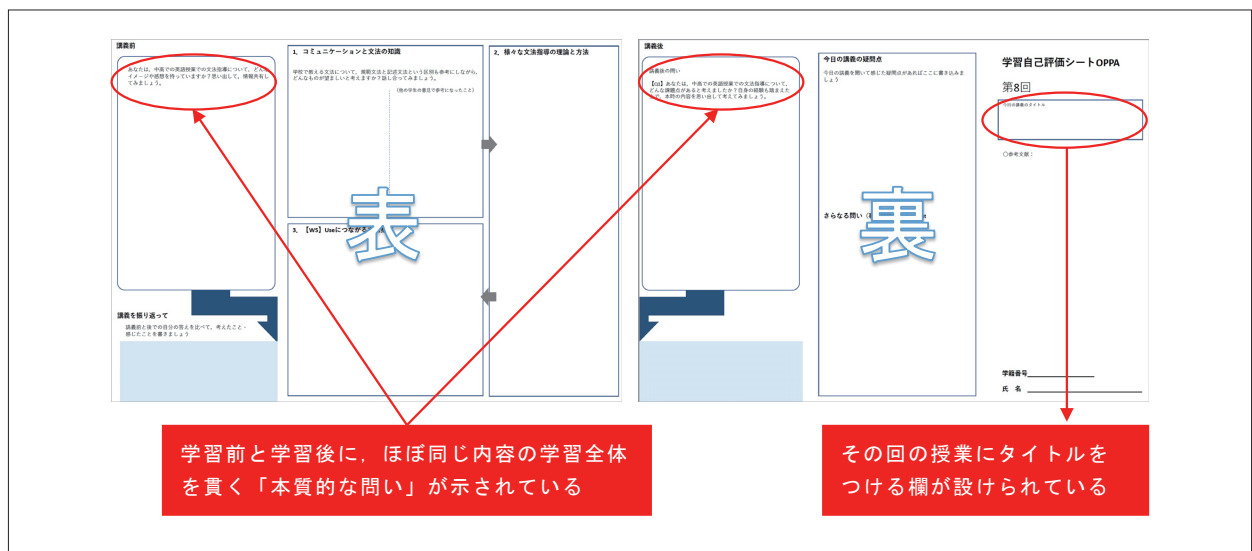 講義前
あなたは，中高での英語授業での文法指導について，どんな
イメージや感想を持っていますか？思い出して，情報共有し
てみましょう。
講義を振り返って
講義前と後での自分の答えを比べて，考えたこと・
感じたことを書きましょう
1．コミュニケーションと文法の知識
学校で教える文法について，規範文法と記述文法という区別も参考にしながら，
どんなものが望ましいと考えますか？話し合ってみましょう。
（他の学生の意見で参考になったこと）
2．様々な文法指導の理論と方法
3．【WS】Useにつながる
表
講義後
講義後の問い
【Q3】あなたは，中高での英語授業での文法指導について，
どんな課題点があると考えましたか？自身の経験も踏まえた
で，本時の内容を思い出して考えてみましょう。
今日の講義の疑問点
今日の講義を聞いて感じた疑問点があればここに書き込みま
しょう
さらなる問い
裏
学習自己評価シートOPPA
第8回
今回の講義のタイトル
○参考文献：
学籍番号
氏 名
学習前と学習後に，ほぼ同じ内容の学習全体
を貫く「本質的な問い」が示されている
その回の授業にタイトルを
つける欄が設けられている